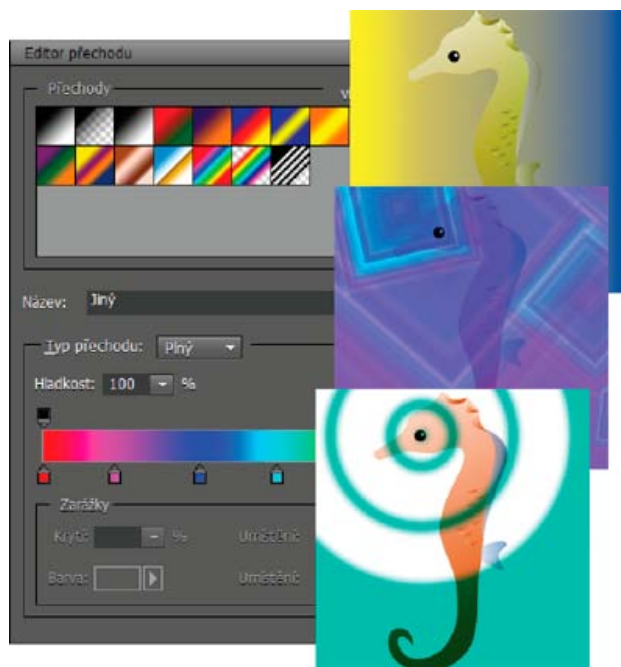 Editor přechodu
Přechody
Název: Jiný
Typ přechodu: Plný
Hladkost: 100 %
Zarážky
Krytí: % Umístění:
Barva: Umístění: